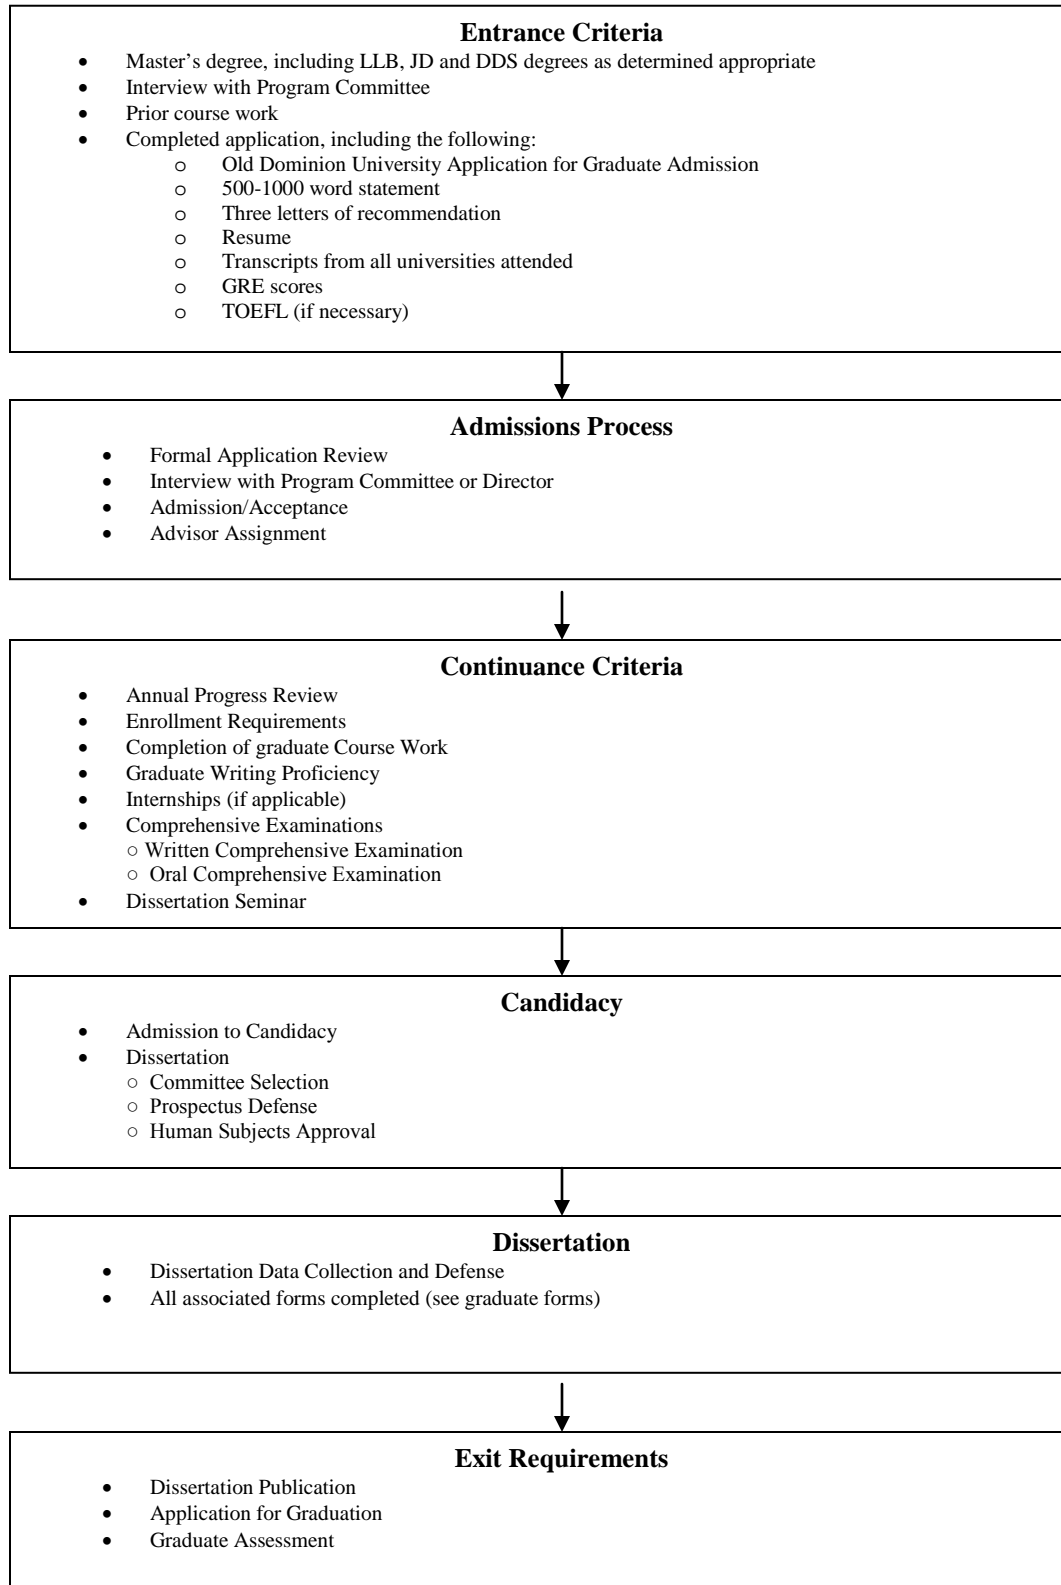 Entrance Criteria
• Master’s degree, including LLB, JD and DDS degrees as determined appropriate
• Interview with Program Committee
• Prior course work
• Completed application, including the following:
o Old Dominion University Application for Graduate Admission
o 500-1000 word statement
o Three letters of recommendation
o Resume
o Transcripts from all universities attended
o GRE scores
o TOEFL (if necessary)
Admissions Process
• Formal Application Review
• Interview with Program Committee or Director
• Admission/Acceptance
• Advisor Assignment
Continuance Criteria
• Annual Progress Review
• Enrollment Requirements
• Completion of graduate Course Work
• Graduate Writing Proficiency
• Internships (if applicable)
• Comprehensive Examinations
○ Written Comprehensive Examination
○ Oral Comprehensive Examination
• Dissertation Seminar
Candidacy
• Admission to Candidacy
• Dissertation
○ Committee Selection
○ Prospectus Defense
○ Human Subjects Approval
Dissertation
• Dissertation Data Collection and Defense
• All associated forms completed (see graduate forms)
Exit Requirements
• Dissertation Publication
• Application for Graduation
• Graduate Assessment